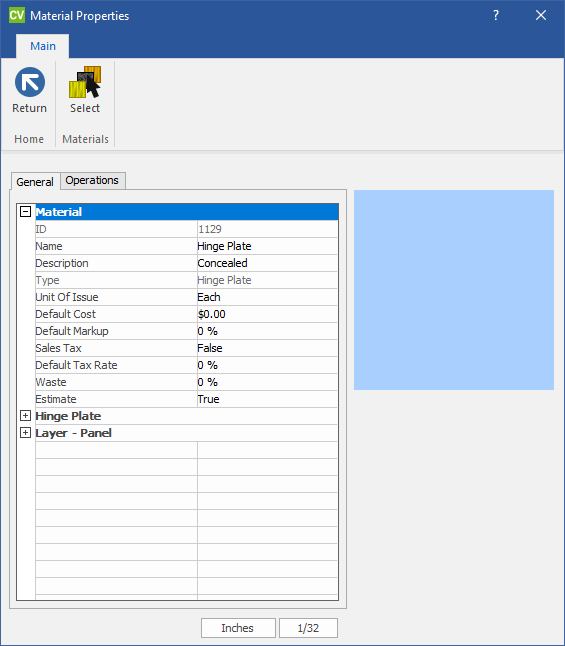 CV Material Properties ?
Main
Return Select
Home Materials
General Operations
Material
ID 1129
Name Hinge Plate
Description Concealed
Type Hinge Plate
Unit Of Issue Each
Default Cost $0.00
Default Markup 0 %
Sales Tax False
Default Tax Rate 0 %
Waste 0 %
Estimate True
Hinge Plate
Layer - Panel
Inches 1/32